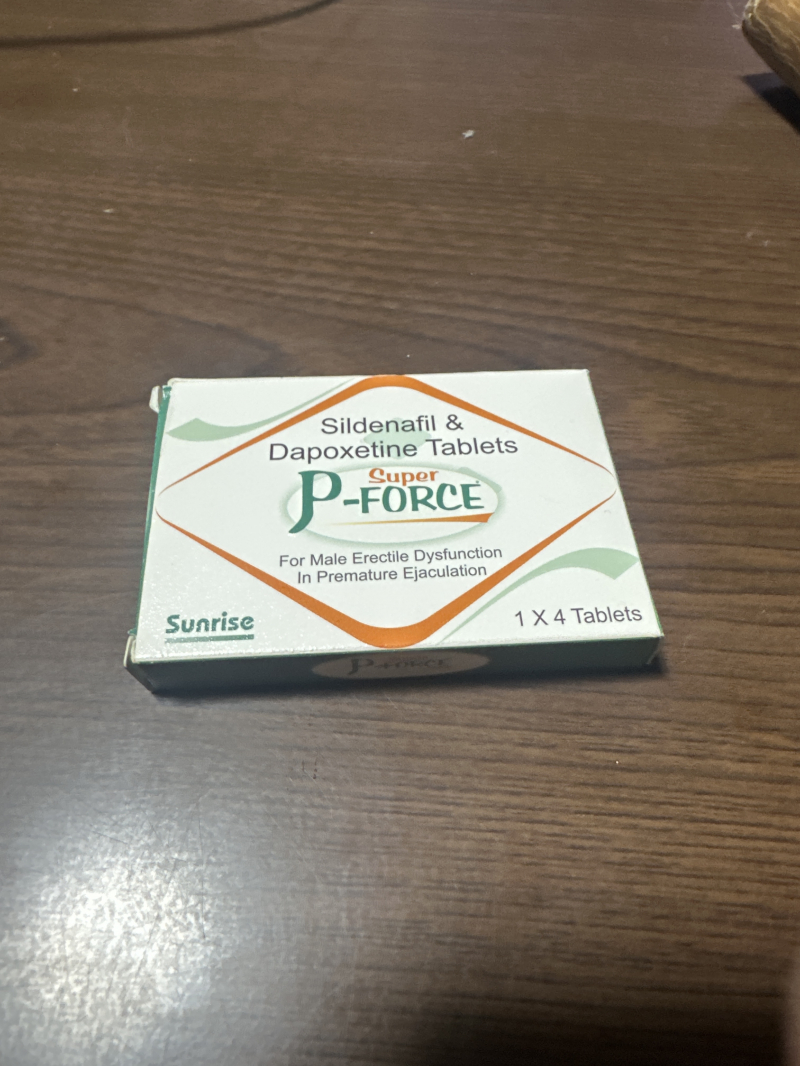 Sildenafil &
Dapoxetine Tablets
Super
P-FORCE
For Male Erectile Dysfunction
In Premature Ejaculation
Sunrise
1 X 4 Tablets
P-FORCE